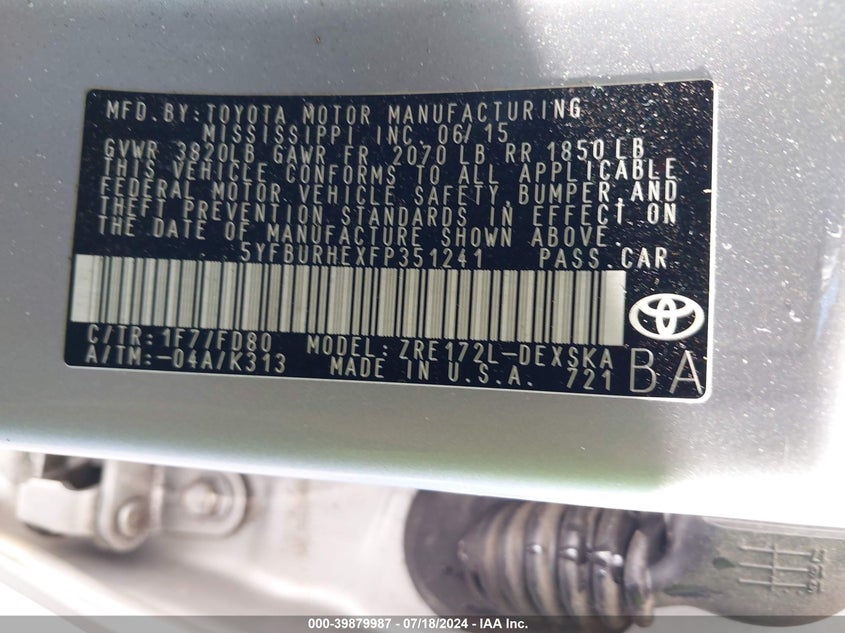 MFD.BY:TOYOTA MOTOR MANUFACTURING
MISSISSIPPI INC 06/15
GVWR 3820LB GAWR FR 2070 LB RR 1850 LB
THIS VEHICLE CONFORMS TO ALL APPLICABLE
FEDERAL MOTOR VEHICLE SAFETY,BUMPER,AND
THEFT PREVENTION STANDARDS IN EFFECT ON
THE DATE OF MANUFACTURE SHOWN ABOVE.
5YFBURHEXFP351241 PASS.CAR
C/TR:1F7/FD80 MODEL:ZRE172L-DEXSKA
A/TM:-04A/K313 MADE IN U.S.A. 721
BA
000-39879987 - 07/18/2024 - IAA Inc.